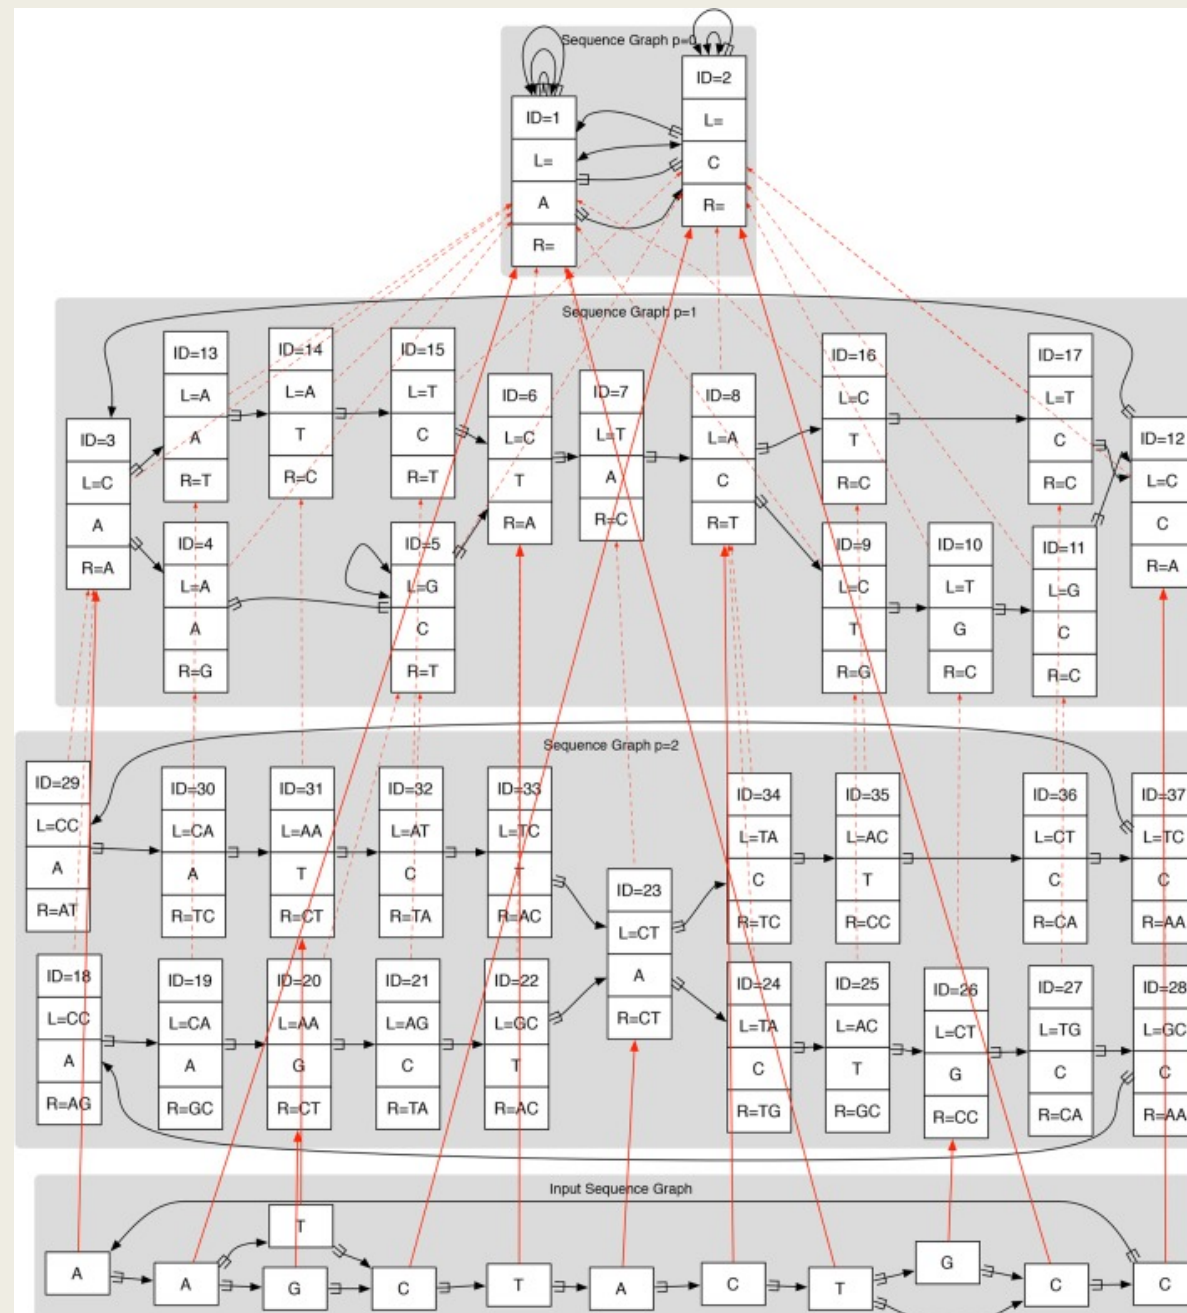 Sequence Graph p=0
ID=1
L=
A
R=
ID=2
L=
C
R=
Sequence Graph p=1
ID=3
L=C
A
R=A
ID=13
L=A
A
R=T
ID=14
L=A
T
R=C
ID=15
L=T
C
R=T
ID=4
L=A
A
R=G
ID=5
L=G
C
R=T
ID=6
L=C
T
R=A
ID=7
L=T
A
R=C
ID=8
L=A
C
R=T
ID=16
L=C
T
R=C
ID=17
L=T
C
R=C
ID=9
L=C
T
R=G
ID=10
L=T
G
R=C
ID=11
L=G
C
R=C
ID=12
L=C
C
R=A
Sequence Graph p=2
ID=29
L=CC
A
R=AT
ID=30
L=CA
A
R=TC
ID=31
L=AA
T
R=CT
ID=32
L=AT
C
R=TA
ID=33
L=TC
T
R=AC
ID=34
L=TA
C
R=TC
ID=35
L=AC
T
R=CC
ID=36
L=CT
C
R=CA
ID=37
L=TC
C
R=AA
ID=23
L=CT
A
R=CT
ID=18
L=CC
A
R=AG
ID=19
L=CA
A
R=GC
ID=20
L=AA
G
R=CT
ID=21
L=AG
C
R=TA
ID=22
L=GC
T
R=AC
ID=24
L=TA
C
R=TG
ID=25
L=AC
T
R=GC
ID=26
L=CT
G
R=CC
ID=27
L=TG
C
R=CA
ID=28
L=GC
C
R=AA
Input Sequence Graph
T
G
A A G C T A C T C C